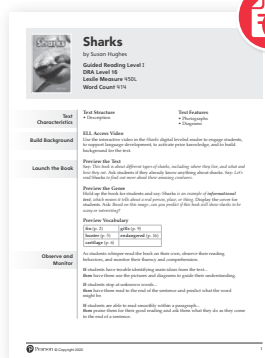 Sharks
Sharks
by Susan Hughes
Guided Reading Level I
DRA Level 16
Lexile Measure 450L
Word Count 414
Text Characteristics
Text Structure
• Description
Text Features
• Photographs
• Diagrams
Build Background
ELL Access Video
Use the interactive video in the Sharks digital leveled reader to engage students,
to support language development, to activate prior knowledge, and to build
background for the text.
Launch the Book
Preview the Text
Say: This book is about different types of sharks, including where they live, and what and
how they eat. Ask students if they already know anything about sharks. Say: Let's
read Sharks to find out more about these amazing creatures.
Preview the Genre
Hold up the book for students and say: Sharks is an example of informational
text, which means it tells about a real person, place, or thing. Display the cover for
students. Ask: Based on this image, can you predict if this book will show sharks to be
scary or interesting?
Preview Vocabulary
fin (p. 2) gills (p. 9)
hunter (p. 5) endangered (p. 16)
cartilage (p. 6)
Observe and Monitor
As students whisper-read the book on their own, observe their reading
behaviors, and monitor their fluency and comprehension.
If students have trouble identifying main ideas from the text...
then have them use the pictures and diagrams to guide their understanding.
If students stop at unknown words...
then have them read to the end of the sentence and predict what the word
might be.
If students are able to read smoothly within a paragraph...
then praise them for their good reading and ask them what they do as they come
to the end of a sentence.
Pearson © Copyright 2020
1